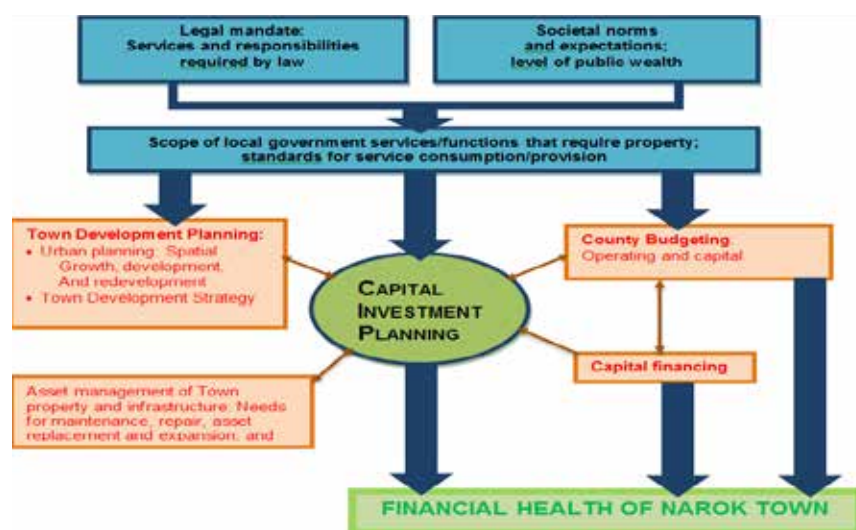 Legal mandate:
Services and responsibilities
required by law
Societal norms
and expectations;
level of public wealth
Scope of local government services/functions that require property;
standards for service consumption/provision
Town Development Planning:
• Urban planning: Spatial
Growth, development,
And redevelopment
• Town Development Strategy
County Budgeting
Operating and capital
CAPITAL
INVESTMENT
PLANNING
Capital financing
Asset management of Town
property and infrastructure: Needs
for maintenance, repair, asset
replacement and expansion, and
FINANCIAL HEALTH OF NAROK TOWN